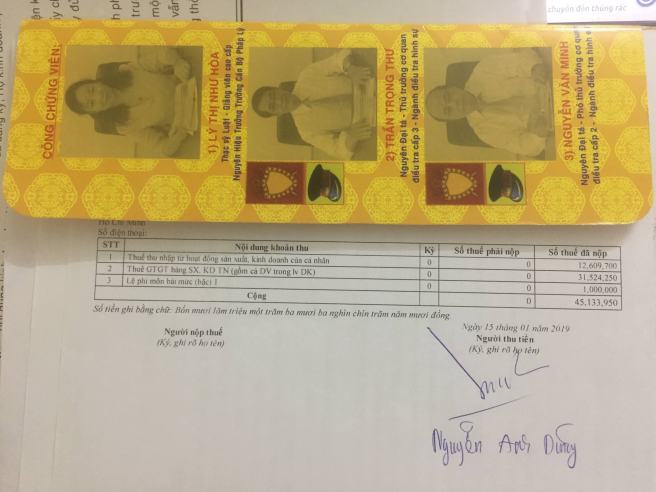 chuyên đón thùng rác
CÔNG CHỨNG VIÊN:
1) LÝ THỊ NHƯ HÒA
Thạc sỹ Luật - Giảng viên cao cấp
Nguyên Hiệu Trưởng Trường Cán Bộ Pháp Lý
2) TRẦN TRỌNG THU
Nguyên Đại tá - Thủ trưởng cơ quan
điều tra cấp 3 - Ngành điều tra hình sự
3) NGUYỄN VĂN MINH
Nguyên Đại tá - Phó thủ trưởng cơ quan
điều tra cấp 2 - Ngành điều tra hình
Hồ Chí Minh
Số điện thoại:
STT Nội dung khoản thu Kỳ Số thuế phải nộp Số thuế đã nộp
1 Thuế thu nhập từ hoạt động sản xuất, kinh doanh của cá nhân 0 0 12,609,700
2 Thuế GTGT hàng SX, KD TN (gồm cả DV trong lv DK) 0 0 31,524,250
3 Lệ phí môn bài mức (bậc) 1 0 0 1,000,000
Cộng 0 45,133,950
Số tiền ghi bằng chữ: Bốn mươi lăm triệu một trăm ba mươi ba nghìn chín trăm năm mươi đồng.
Ngày 15 tháng 01 năm 2019
Người nộp thuế Người thu tiền
(Ký, ghi rõ họ tên) (Ký, ghi rõ họ tên)
Nguyễn Anh Dũng